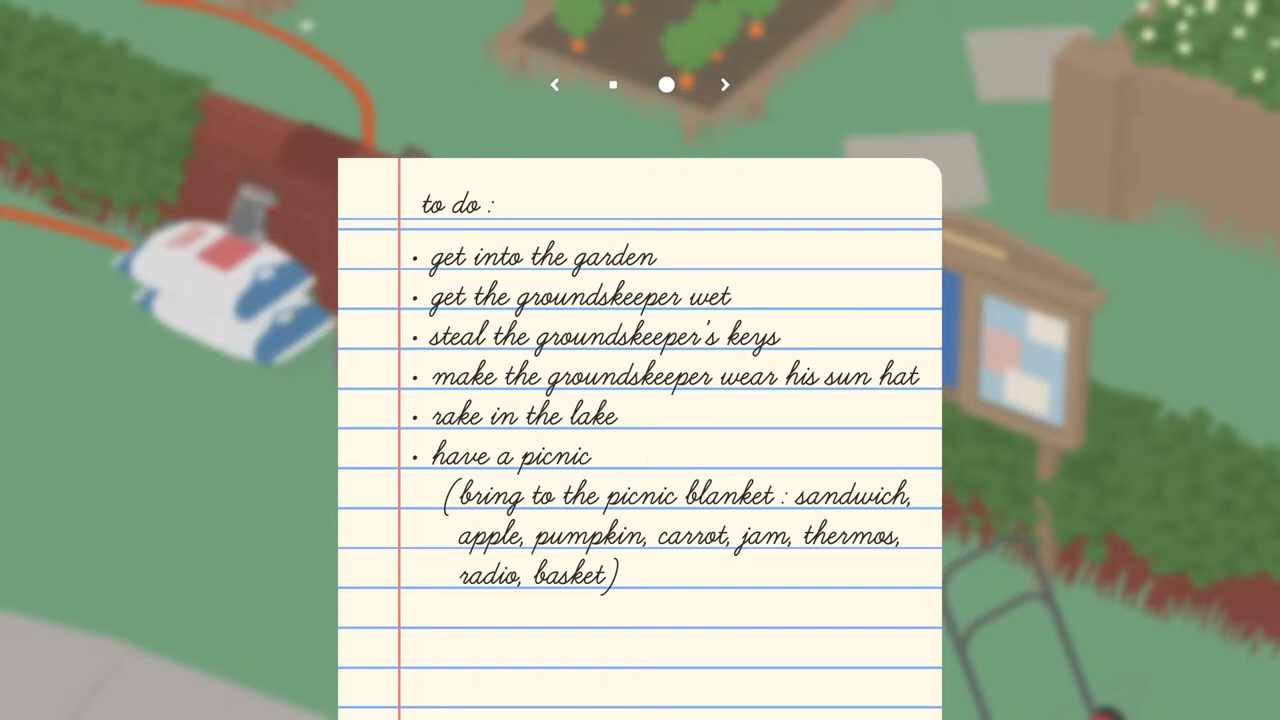 to do :
• get into the garden
• get the groundskeeper wet
• steal the groundskeeper's keys
• make the groundskeeper wear his sun hat
• rake in the lake
• have a picnic
(bring to the picnic blanket : sandwich,
apple, pumpkin, carrot, jam, thermos,
radio, basket)